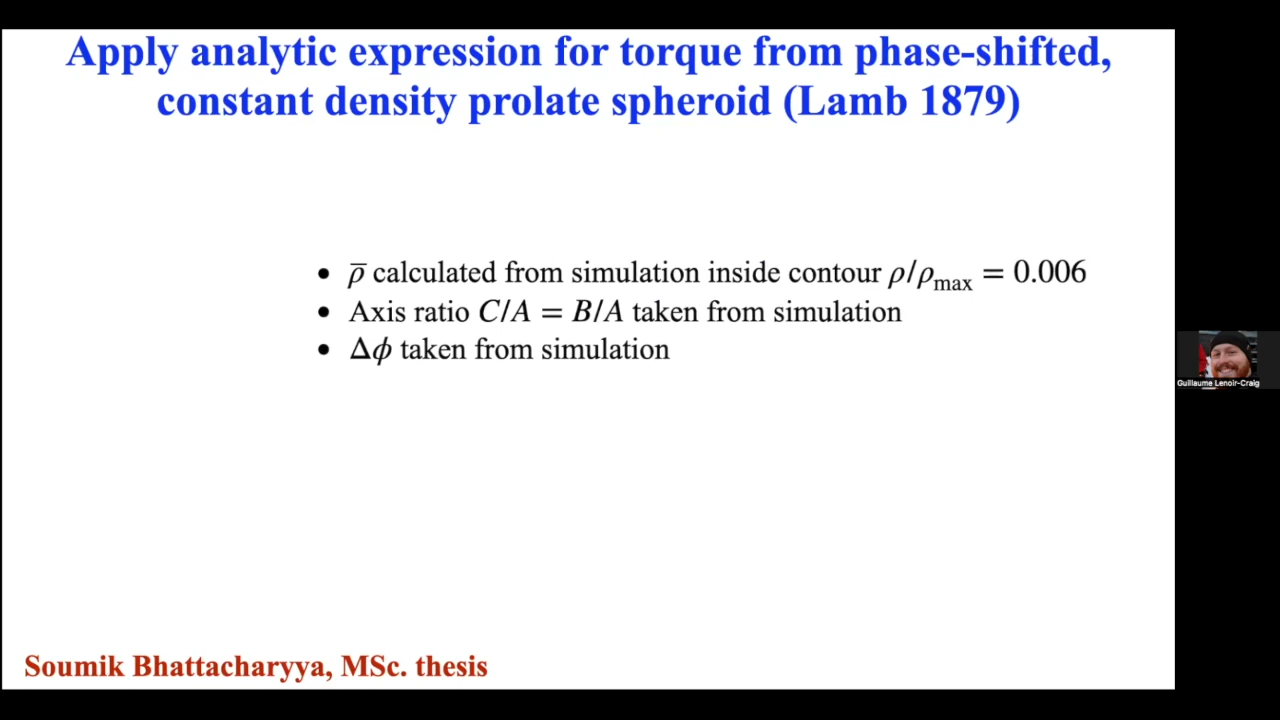 Apply analytic expression for torque from phase-shifted,
constant density prolate spheroid (Lamb 1879)
• ρ̅ calculated from simulation inside contour ρ/ρ_max = 0.006
• Axis ratio C/A = B/A taken from simulation
• Δϕ taken from simulation
Guillaume Lenoir-Craig
Soumik Bhattacharyya, MSc. thesis